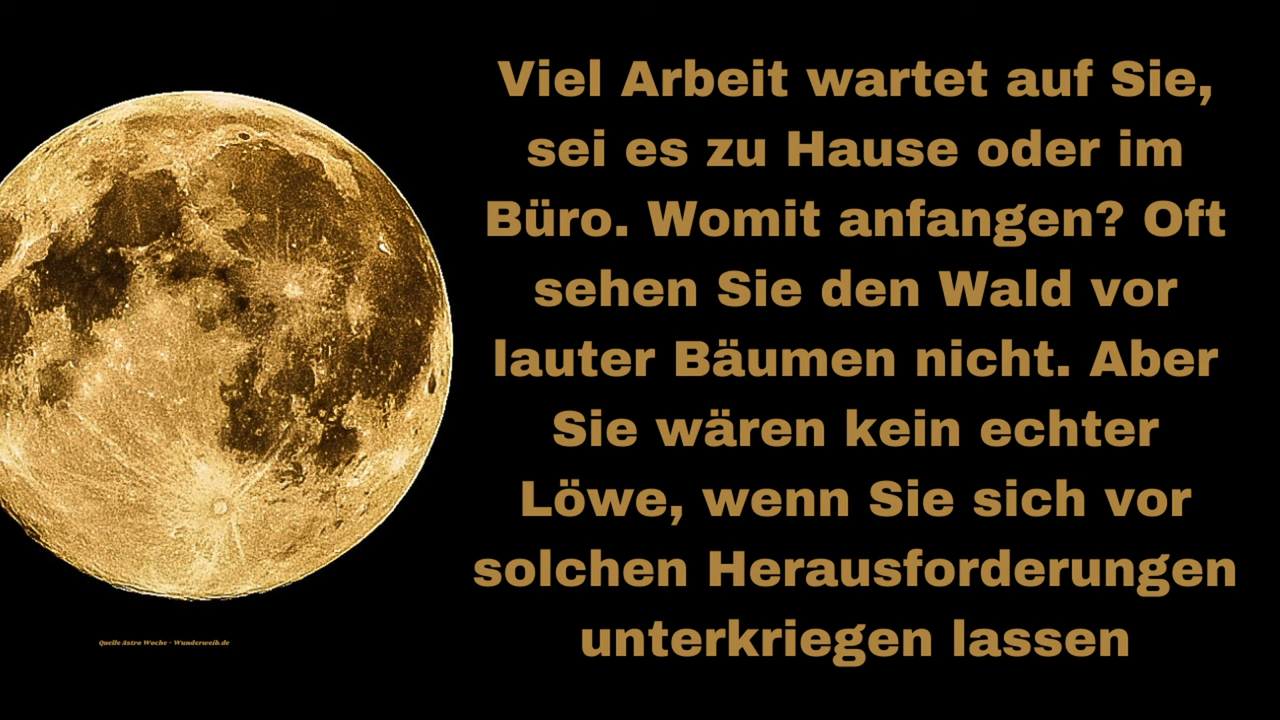 Viel Arbeit wartet auf Sie,
sei es zu Hause oder im
Büro. Womit anfangen? Oft
sehen Sie den Wald vor
lauter Bäumen nicht. Aber
Sie wären kein echter
Löwe, wenn Sie sich vor
solchen Herausforderungen
unterkriegen lassen
Quelle Astro Woche - Wunderweib.de